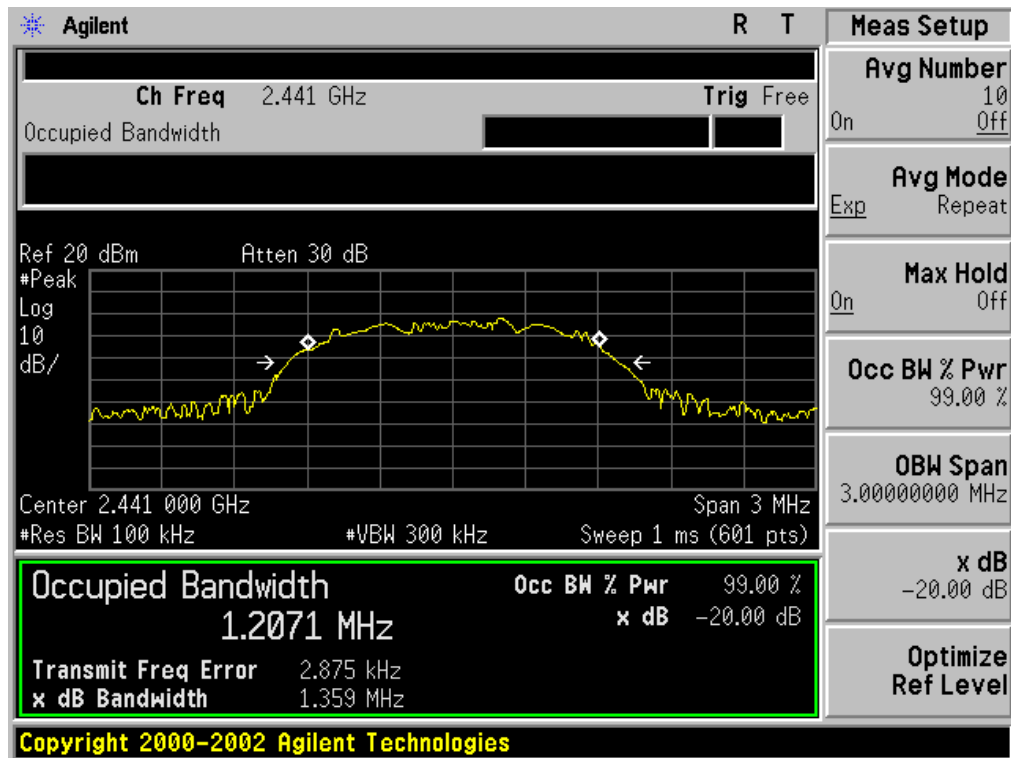 Agilent R T
Ch Freq 2.441 GHz Trig Free
Occupied Bandwidth
Ref 20 dBm Atten 30 dB
#Peak
Log
10
dB/
Center 2.441 000 GHz Span 3 MHz
#Res BW 100 kHz #VBW 300 kHz Sweep 1 ms (601 pts)
Occupied Bandwidth
1.2071 MHz
Occ BW % Pwr 99.00 %
x dB -20.00 dB
Transmit Freq Error 2.875 kHz
x dB Bandwidth 1.359 MHz
Copyright 2000-2002 Agilent Technologies
Meas Setup
Avg Number
10
On Off
Avg Mode
Exp Repeat
Max Hold
On Off
Occ BW % Pwr
99.00 %
OBW Span
3.00000000 MHz
x dB
-20.00 dB
Optimize
Ref Level